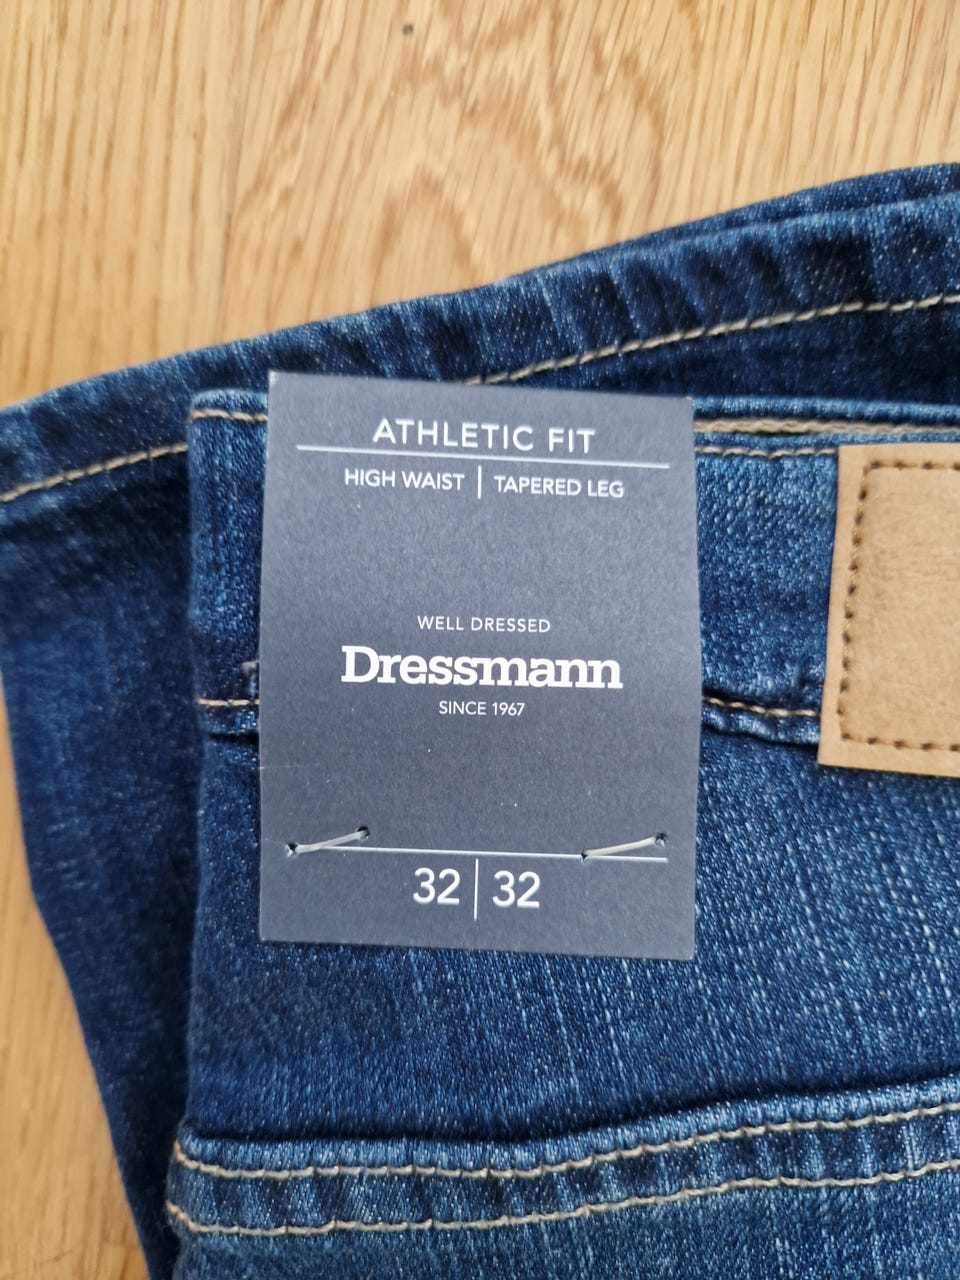 ATHLETIC FIT
HIGH WAIST | TAPERED LEG
WELL DRESSED
Dressmann
SINCE 1967
32 | 32